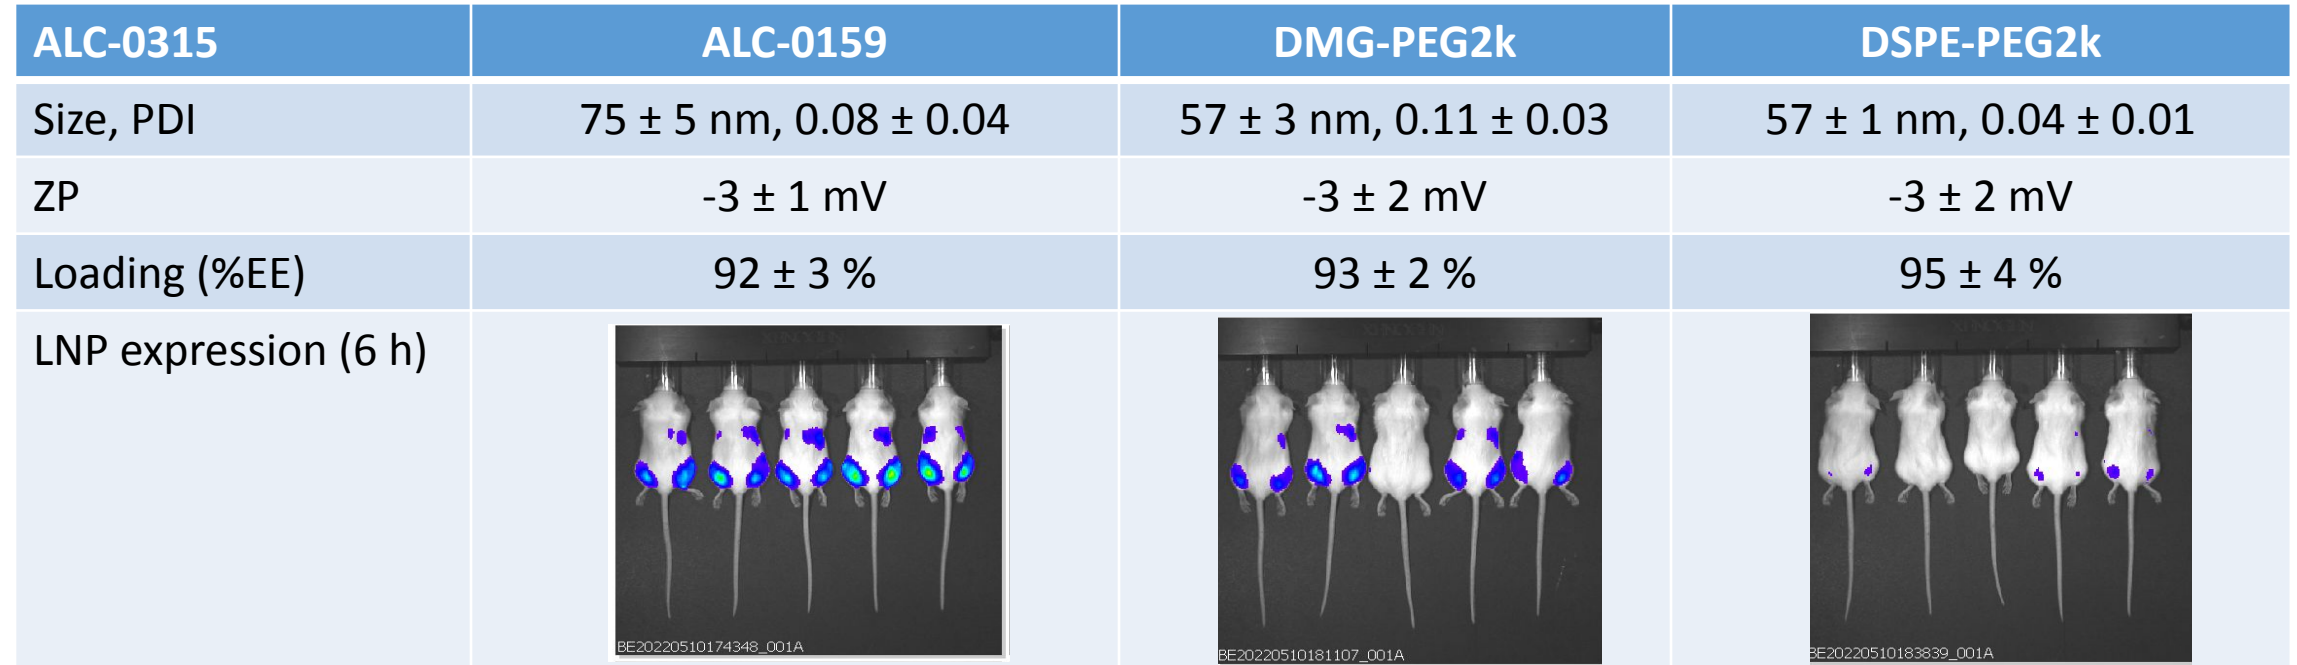 ALC-0315 ALC-0159 DMG-PEG2k DSPE-PEG2k
Size, PDI 75 ± 5 nm, 0.08 ± 0.04 57 ± 3 nm, 0.11 ± 0.03 57 ± 1 nm, 0.04 ± 0.01
ZP -3 ± 1 mV -3 ± 2 mV -3 ± 2 mV
Loading (%EE) 92 ± 3 % 93 ± 2 % 95 ± 4 %
LNP expression (6 h)
BE20220510174348_001A BE20220510181107_001A BE20220510183839_001A